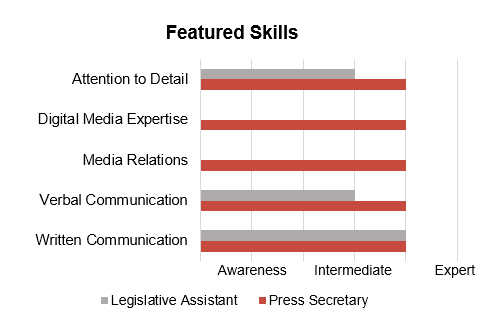 Featured Skills
Attention to Detail
Digital Media Expertise
Media Relations
Verbal Communication
Written Communication
Awareness Intermediate Expert
Legislative Assistant Press Secretary